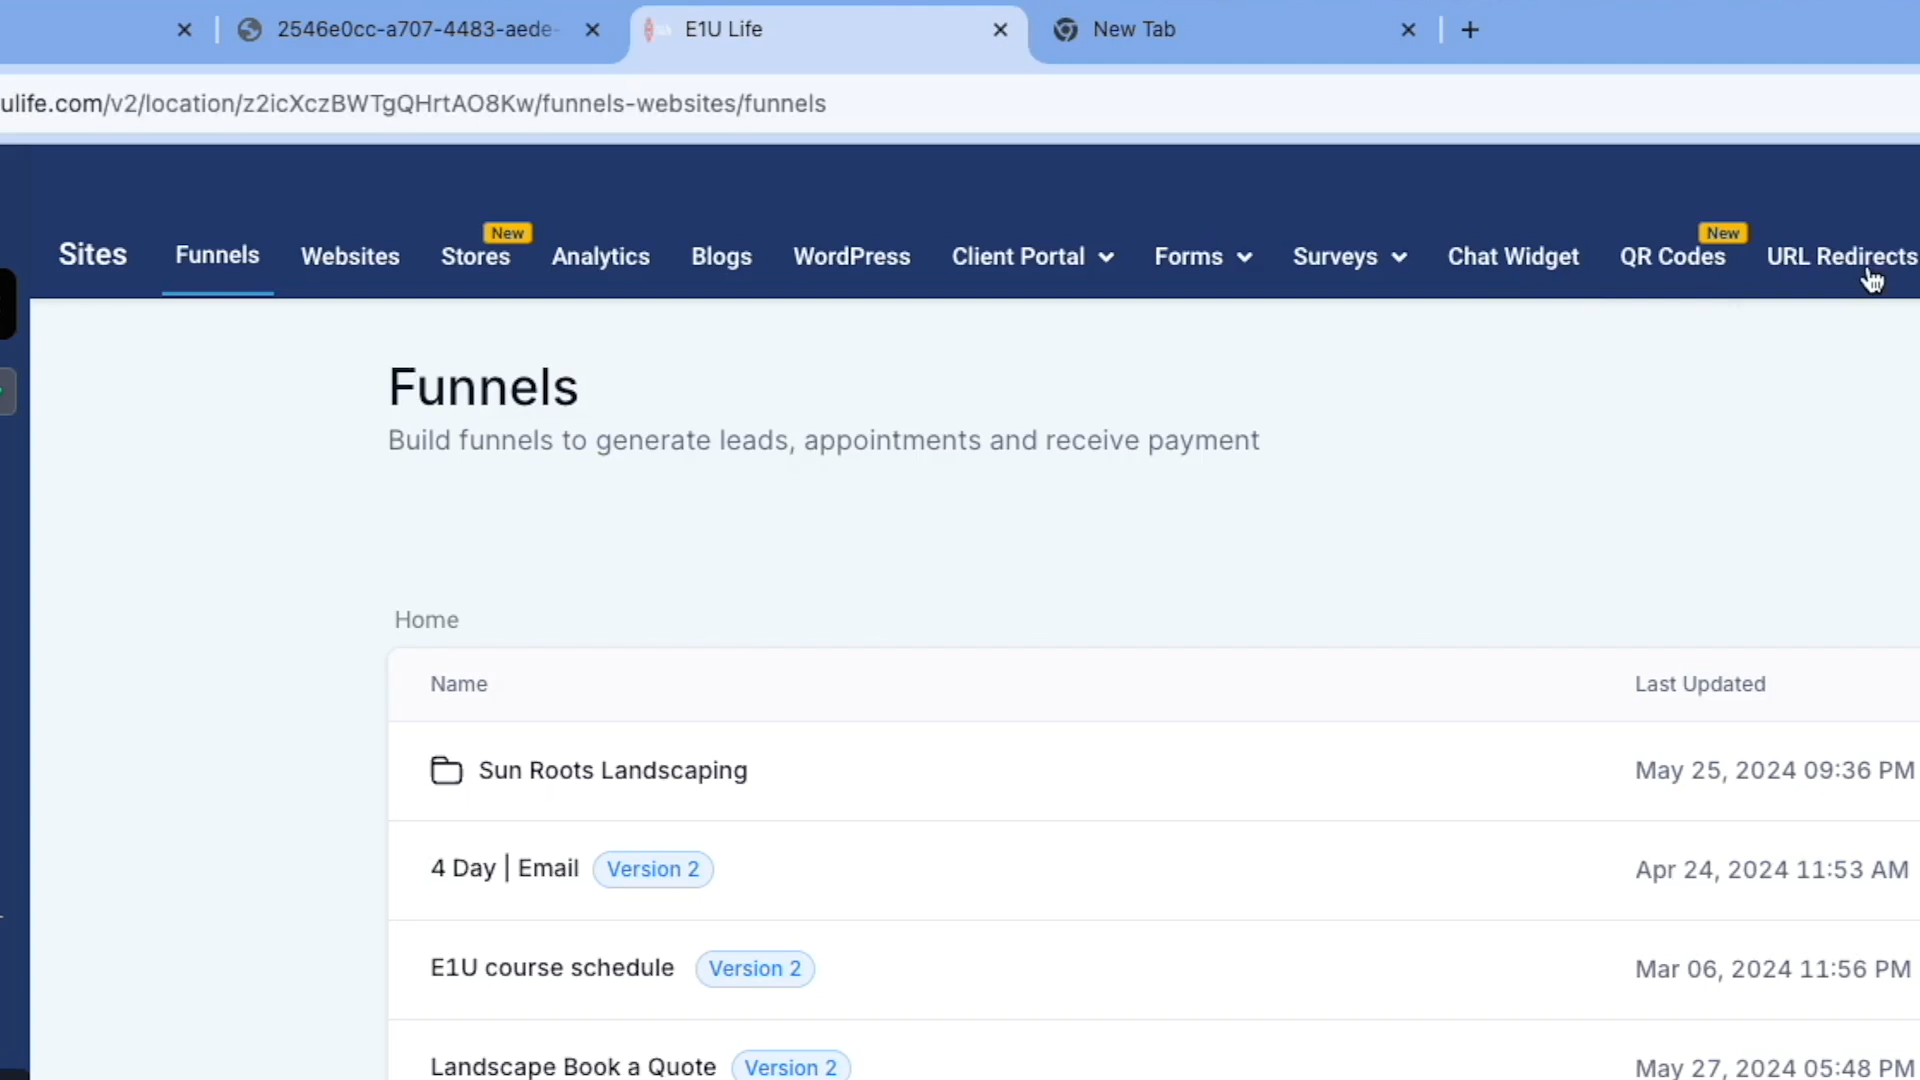 2546e0cc-a707-4483-aede-
E1U Life
New Tab
ulife.com/v2/location/z2icXczBWTgQHrtAO8Kw/funnels-websites/funnels
Sites
Funnels
Websites
Stores
New
Analytics
Blogs
WordPress
Client Portal
Forms
Surveys
Chat Widget
QR Codes
New
URL Redirects
Funnels
Build funnels to generate leads, appointments and receive payment
Home
Name
Last Updated
Sun Roots Landscaping
May 25, 2024 09:36 PM
4 Day | Email
Version 2
Apr 24, 2024 11:53 AM
E1U course schedule
Version 2
Mar 06, 2024 11:56 PM
Landscape Book a Quote
Version 2
May 27, 2024 05:48 PM